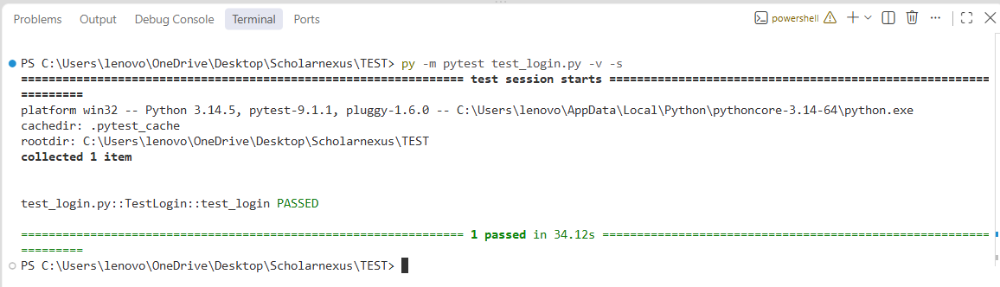 Problems Output Debug Console Terminal Ports powershell
PS C:\Users\lenovo\OneDrive\Desktop\Scholarnexus\TEST> py -m pytest test_login.py -v -s
================================================================ test session starts ========================================================
=========
platform win32 -- Python 3.14.5, pytest-9.1.1, pluggy-1.6.0 -- C:\Users\lenovo\AppData\Local\Python\pythoncore-3.14-64\python.exe
cachedir: .pytest_cache
rootdir: C:\Users\lenovo\OneDrive\Desktop\Scholarnexus\TEST
collected 1 item
test_login.py::TestLogin::test_login PASSED
================================================================ 1 passed in 34.12s ========================================================
=========
PS C:\Users\lenovo\OneDrive\Desktop\Scholarnexus\TEST>